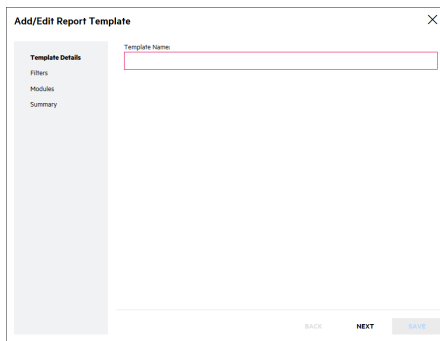 Add/Edit Report Template
Template Name:
Template Details
Filters
Modules
Summary
BACK NEXT SAVE